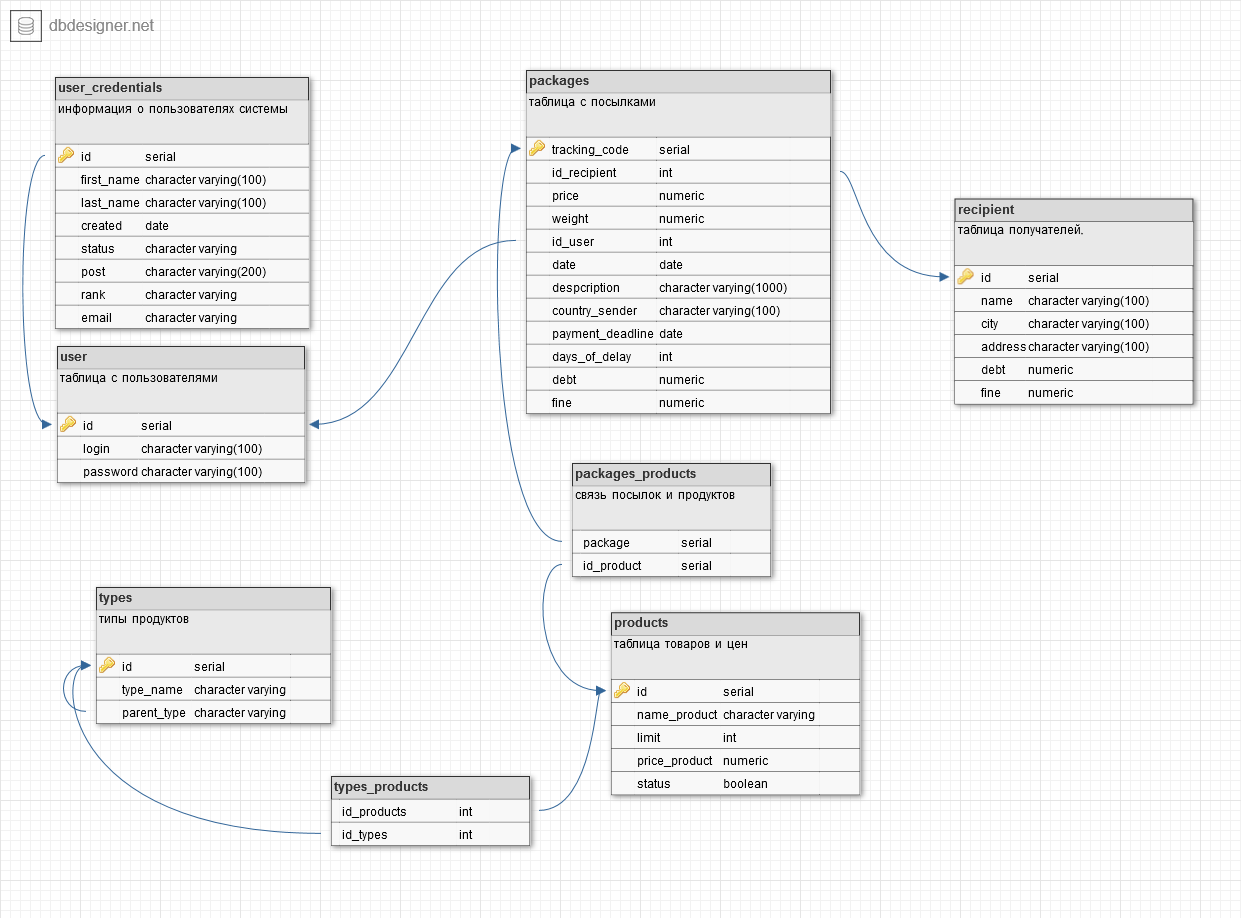 dbdesigner.net
user_credentials
информация о пользователях системы
id serial
first_name character varying(100)
last_name character varying(100)
created date
status character varying
post character varying(200)
rank character varying
email character varying
user
таблица с пользователями
id serial
login character varying(100)
password character varying(100)
packages
таблица с посылками
tracking_code serial
id_recipient int
price numeric
weight numeric
id_user int
date date
despcription character varying(1000)
country_sender character varying(100)
payment_deadline date
days_of_delay int
debt numeric
fine numeric
recipient
таблица получателей.
id serial
name character varying(100)
city character varying(100)
address character varying(100)
debt numeric
fine numeric
packages_products
связь посылок и продуктов
package serial
id_product serial
types
типы продуктов
id serial
type_name character varying
parent_type character varying
products
таблица товаров и цен
id serial
name_product character varying
limit int
price_product numeric
status boolean
types_products
id_products int
id_types int